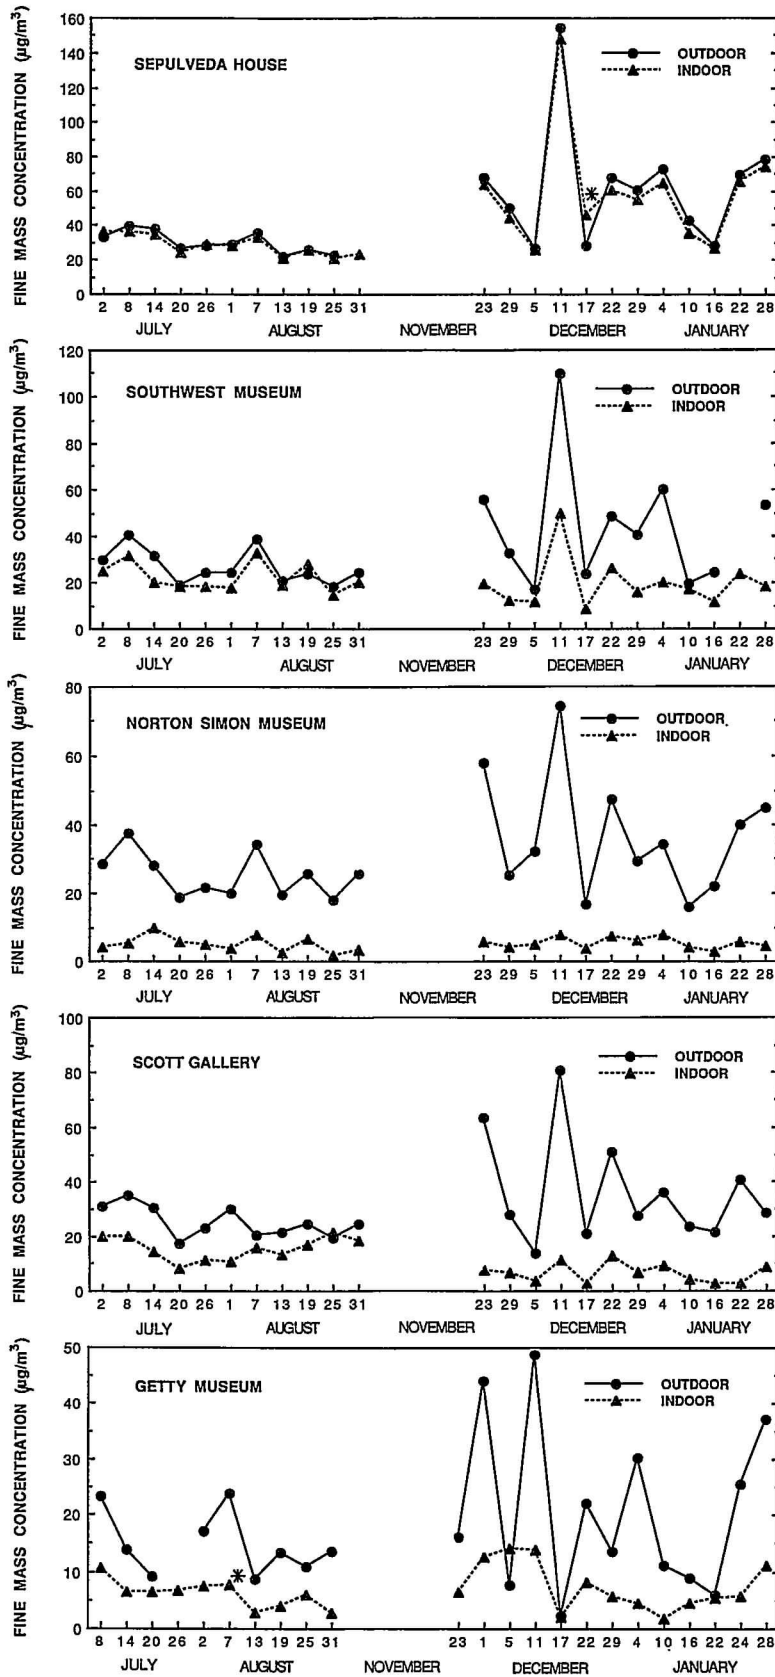 FINE MASS CONCENTRATION (µg/m³)
160
140
120
100
80
60
40
20
0
SEPULVEDA HOUSE
OUTDOOR
INDOOR
*
2 8 14 20 26 1 7 13 19 25 31 23 29 5 11 17 22 29 4 10 16 22 28
JULY AUGUST NOVEMBER DECEMBER JANUARY
FINE MASS CONCENTRATION (µg/m³)
120
100
80
60
40
20
0
SOUTHWEST MUSEUM
OUTDOOR
INDOOR
2 8 14 20 26 1 7 13 19 25 31 23 29 5 11 17 22 29 4 10 16 22 28
JULY AUGUST NOVEMBER DECEMBER JANUARY
FINE MASS CONCENTRATION (µg/m³)
80
60
40
20
0
NORTON SIMON MUSEUM
OUTDOOR
INDOOR
2 8 14 20 26 1 7 13 19 25 31 23 29 5 11 17 22 29 4 10 16 22 28
JULY AUGUST NOVEMBER DECEMBER JANUARY
FINE MASS CONCENTRATION (µg/m³)
100
80
60
40
20
0
SCOTT GALLERY
OUTDOOR
INDOOR
2 8 14 20 26 1 7 13 19 25 31 23 29 5 11 17 22 29 4 10 16 22 28
JULY AUGUST NOVEMBER DECEMBER JANUARY
FINE MASS CONCENTRATION (µg/m³)
50
40
30
20
10
0
GETTY MUSEUM
OUTDOOR
INDOOR
*
8 14 20 26 2 7 13 19 25 31 23 1 5 11 17 22 29 4 10 16 22 24 28
JULY AUGUST NOVEMBER DECEMBER JANUARY